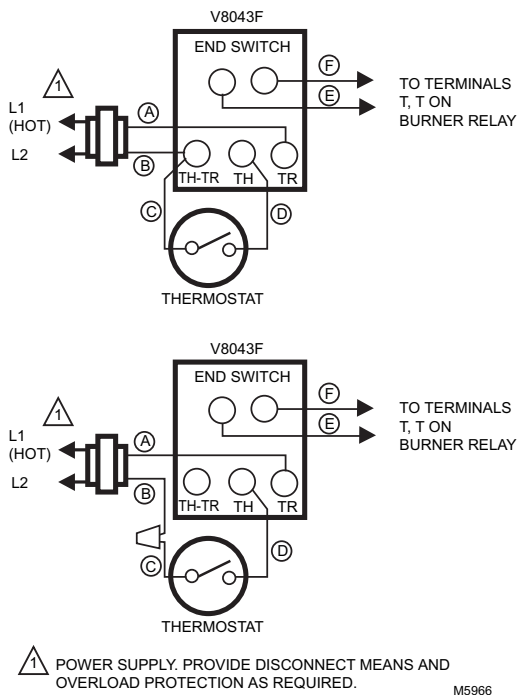 V8043F
END SWITCH
F
E
TO TERMINALS
T, T ON
BURNER RELAY
1
L1
(HOT)
L2
A
B
TH-TR
TH
TR
C
D
THERMOSTAT
V8043F
END SWITCH
F
E
TO TERMINALS
T, T ON
BURNER RELAY
1
L1
(HOT)
L2
A
B
TH-TR
TH
TR
C
D
THERMOSTAT
1
POWER SUPPLY. PROVIDE DISCONNECT MEANS AND
OVERLOAD PROTECTION AS REQUIRED.
M5966